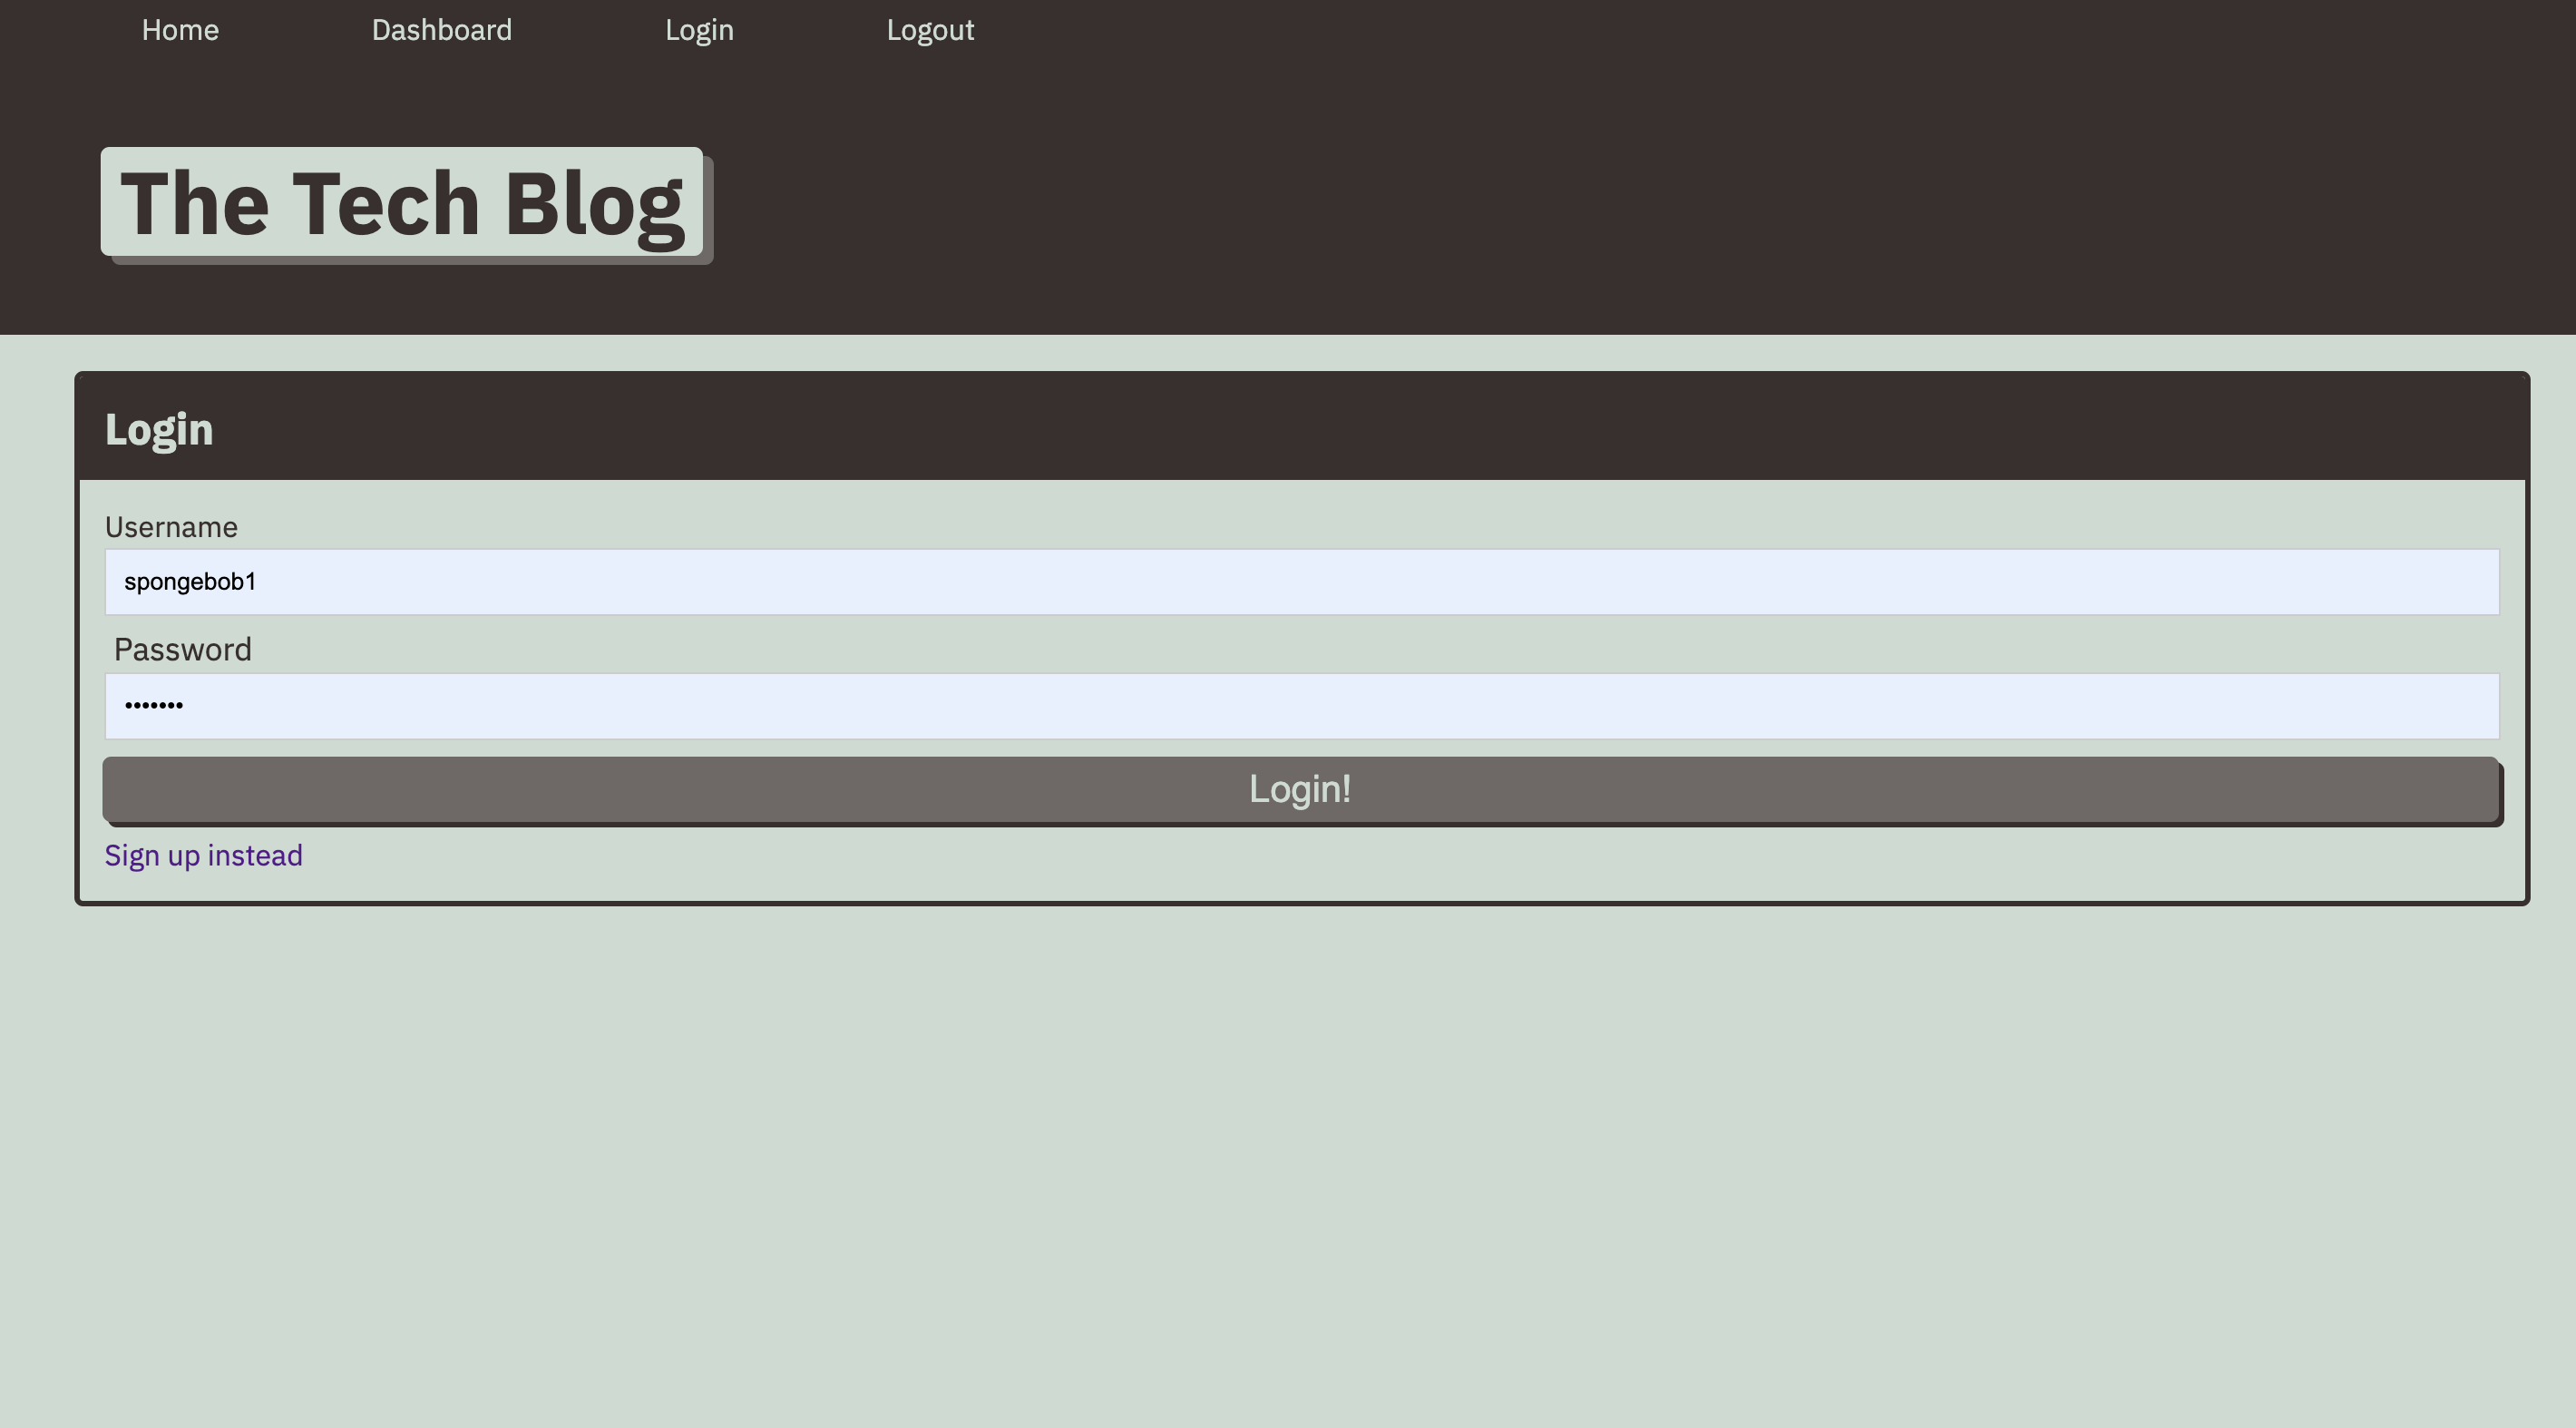 Home Dashboard Login Logout
The Tech Blog
Login
Username
spongebob1
Password
•••••••
Login!
Sign up instead